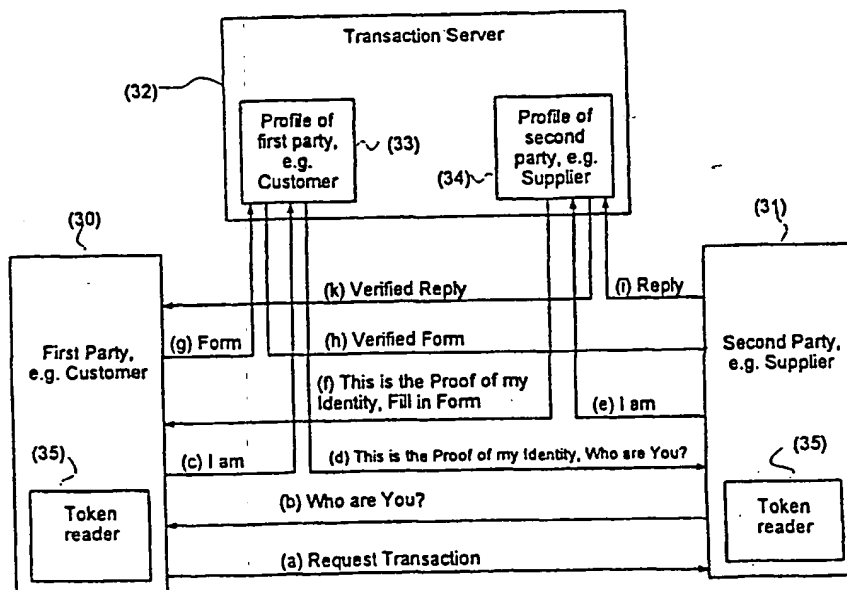 Transaction Server
(32)
Profile of
first party,
e.g.
Customer
(33)
Profile of
second
party, e.g.
Supplier
(34)
(30)
(31)
(k) Verified Reply
(i) Reply
(g) Form
(h) Verified Form
First Party,
e.g. Customer
Second Party,
e.g. Supplier
(f) This is the Proof of my
Identity, Fill in Form
(e) I am
(c) I am
(d) This is the Proof of my Identity, Who are You?
(35)
(35)
Token
reader
(b) Who are You?
Token
reader
(a) Request Transaction